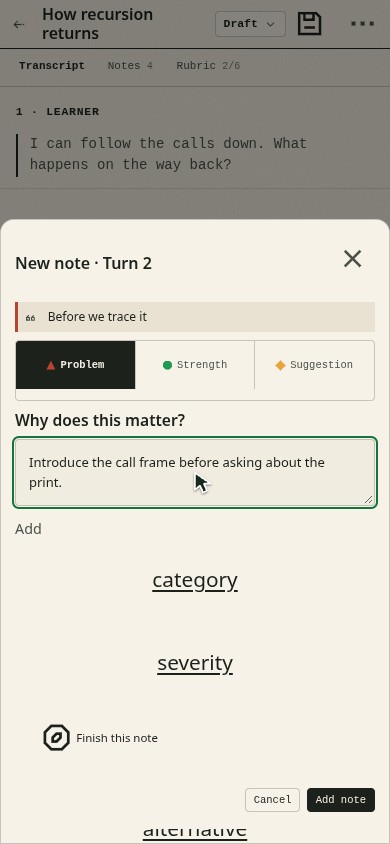 ← How recursion returns
Draft
Transcript Notes 4 Rubric 2/6
1 · LEARNER
I can follow the calls down. What
happens on the way back?
New note · Turn 2
“ Before we trace it
Problem Strength Suggestion
Why does this matter?
Introduce the call frame before asking about the
print.
Add
category
severity
Finish this note
Cancel Add note
alternative